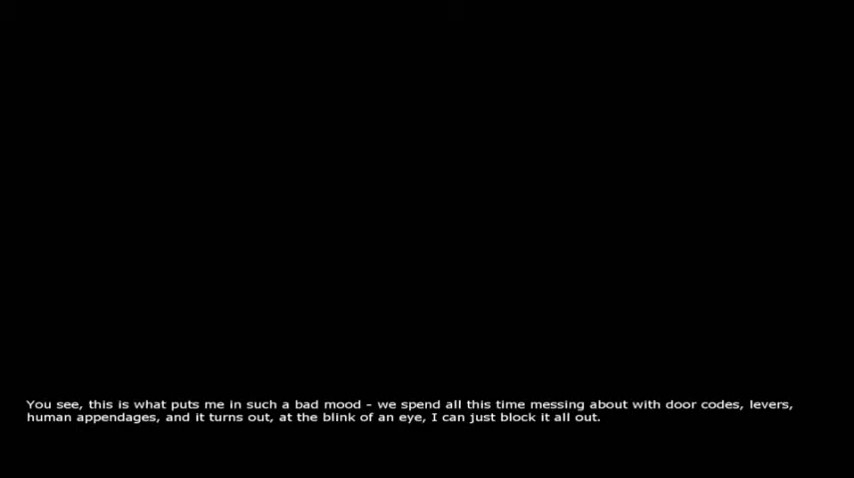 You see, this is what puts me in such a bad mood - we spend all this time messing about with door codes, levers,
human appendages, and it turns out, at the blink of an eye, I can just block it all out.